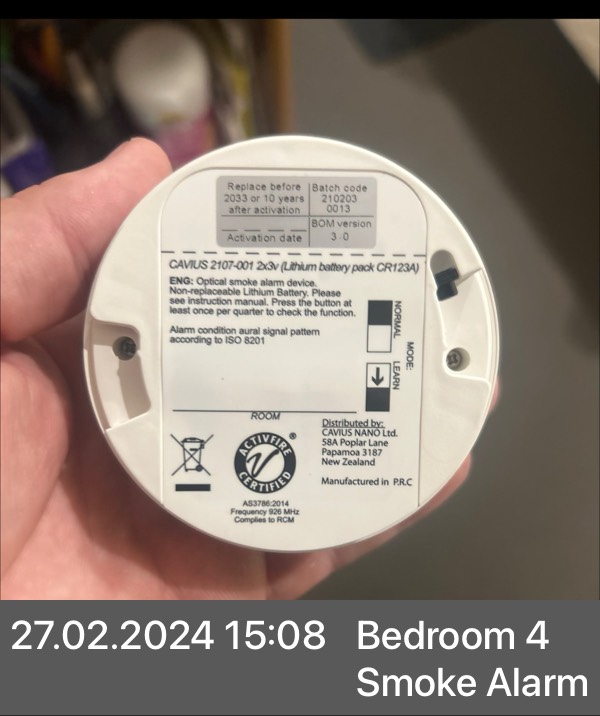 Replace before
2033 or 10 years
after activation
Activation date
Batch code
210203
0013
BOM version
3.0
CAVIUS 2107-001 2x3v (Lithium battery pack CR123A)
ENG: Optical smoke alarm device.
Non-replaceable Lithium Battery. Please
see instruction manual. Press the button at
least once per quarter to check the function.
Alarm condition aural signal pattern
according to ISO 8201
NORMAL
MODE:
LEARN
ROOM
ACTIVFIRE
CERTIFIED
®
AS3786:2014
Frequency 926 MHz
Complies to RCM
Distributed by:
CAVIUS NANO Ltd.
58A Poplar Lane
Papamoa 3187
New Zealand
Manufactured in P.R.C
27.02.2024 15:08
Bedroom 4
Smoke Alarm